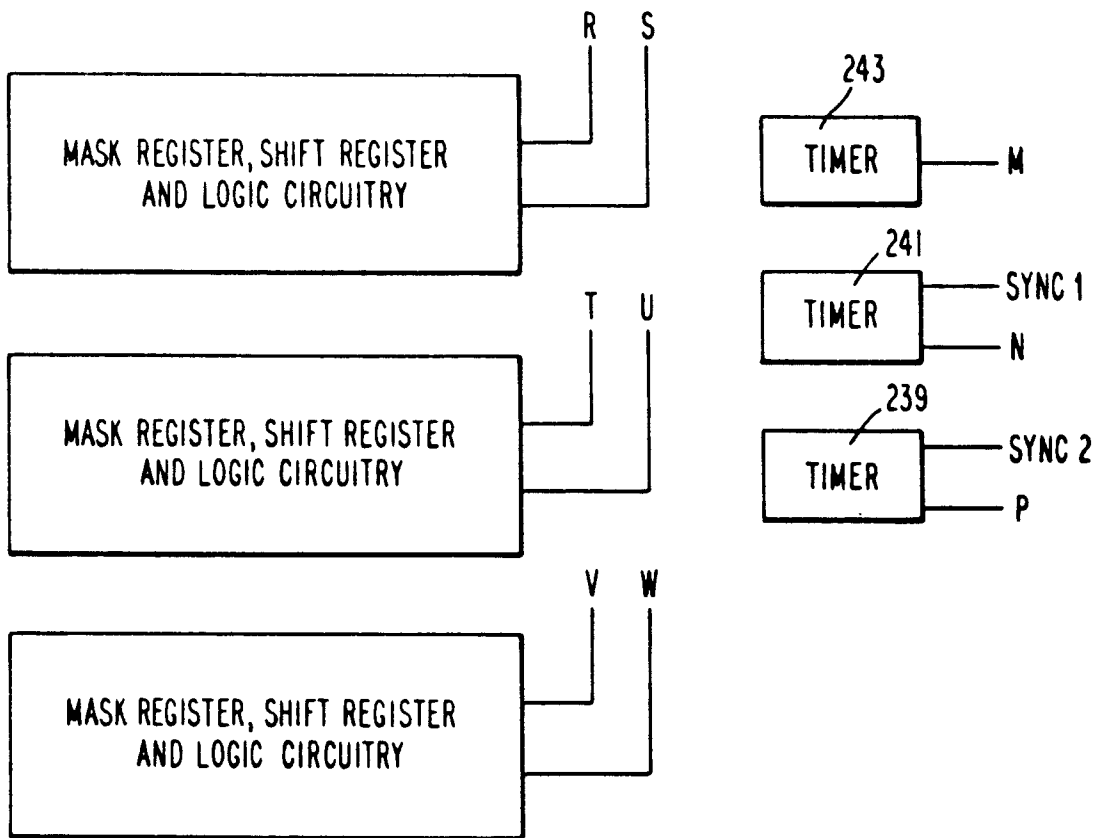 R S
MASK REGISTER, SHIFT REGISTER
AND LOGIC CIRCUITRY
243
TIMER
M
241
TIMER
SYNC 1
N
T U
MASK REGISTER, SHIFT REGISTER
AND LOGIC CIRCUITRY
239
TIMER
SYNC 2
P
V W
MASK REGISTER, SHIFT REGISTER
AND LOGIC CIRCUITRY